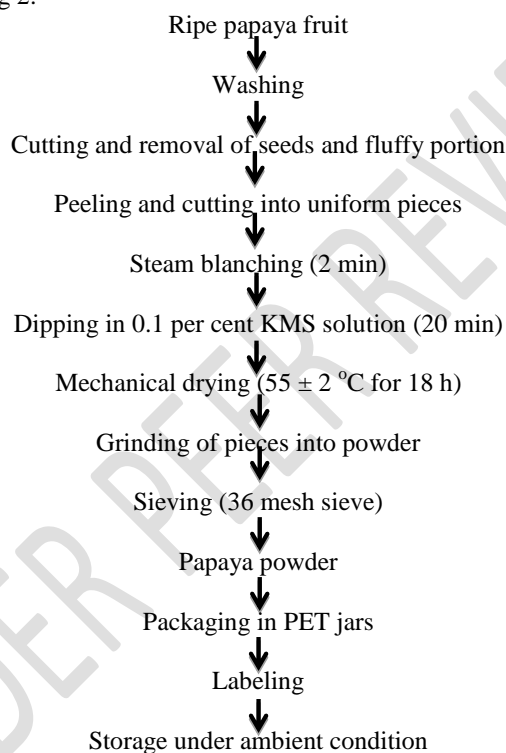 g 2.
Ripe papaya fruit
Washing
Cutting and removal of seeds and fluffy portion
Peeling and cutting into uniform pieces
Steam blanching (2 min)
Dipping in 0.1 per cent KMS solution (20 min)
Mechanical drying (55 ± 2 °C for 18 h)
Grinding of pieces into powder
Sieving (36 mesh sieve)
Papaya powder
Packaging in PET jars
Labeling
Storage under ambient condition